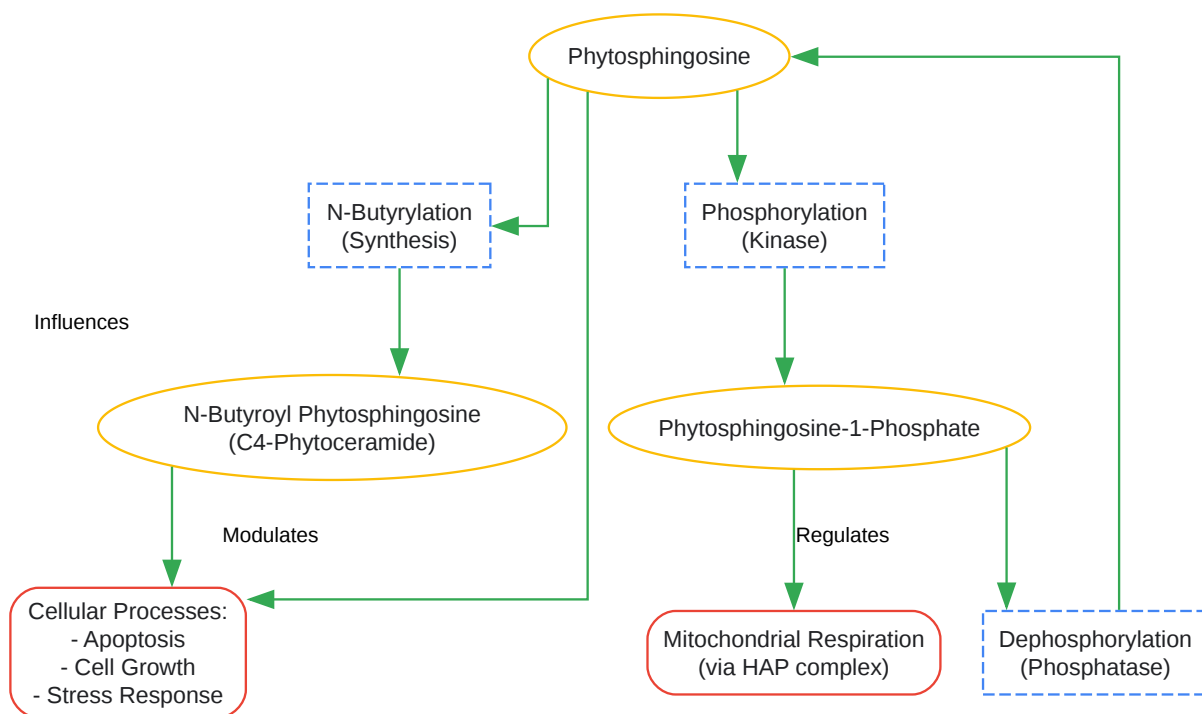 Phytosphingosine
N-Butyrylation
(Synthesis)
Phosphorylation
(Kinase)
Influences
N-Butyroyl Phytosphingosine
(C4-Phytoceramide)
Phytosphingosine-1-Phosphate
Modulates
Regulates
Cellular Processes:
- Apoptosis
- Cell Growth
- Stress Response
Mitochondrial Respiration
(via HAP complex)
Dephosphorylation
(Phosphatase)